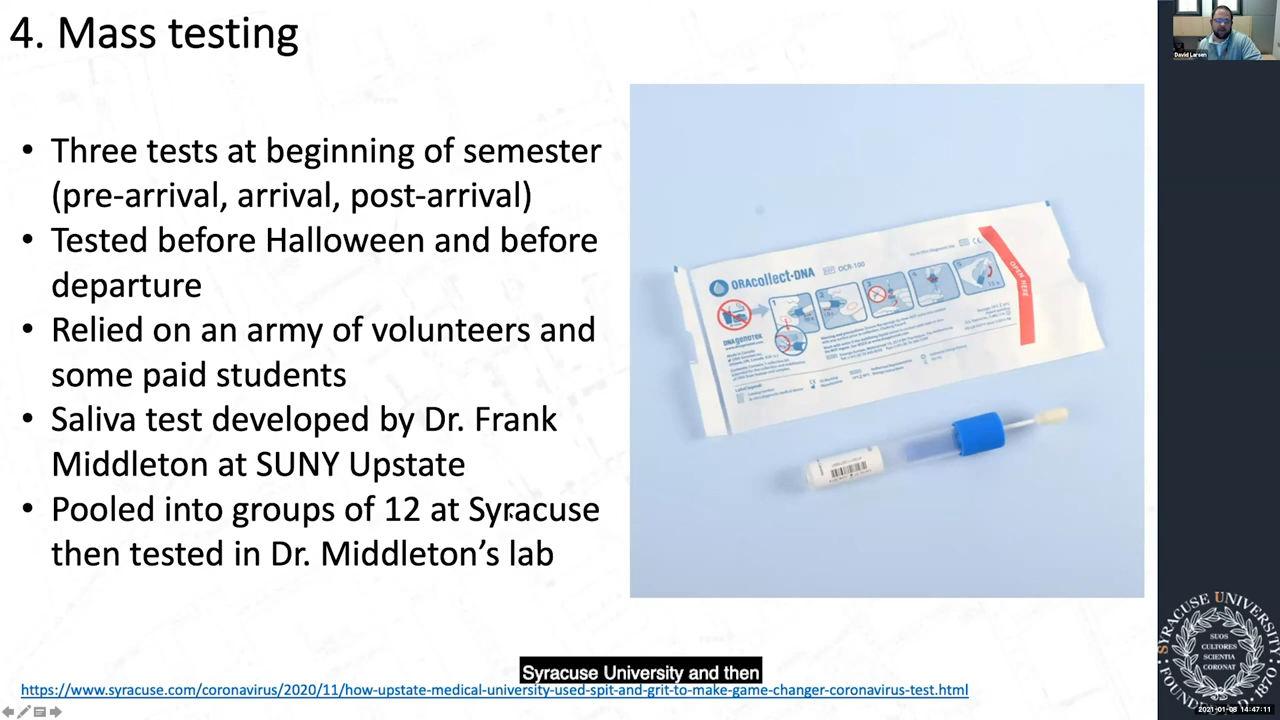 4. Mass testing
David Larsen
• Three tests at beginning of semester
(pre-arrival, arrival, post-arrival)
• Tested before Halloween and before
departure
• Relied on an army of volunteers and
some paid students
• Saliva test developed by Dr. Frank
Middleton at SUNY Upstate
• Pooled into groups of 12 at Syracuse
then tested in Dr. Middleton's lab
ORAcollect•DNA
OCR-100
OPEN HERE
DNAgenotek
SYRACUSE UNIVERSITY
FOUNDED
1870
SUOS
CULTORES
SCIENTIA
CORONAT
Syracuse University and then
https://www.syracuse.com/coronavirus/2020/11/how-upstate-medical-university-used-spit-and-grit-to-make-game-changer-coronavirus-test.html
2021-01-08 14:47:11